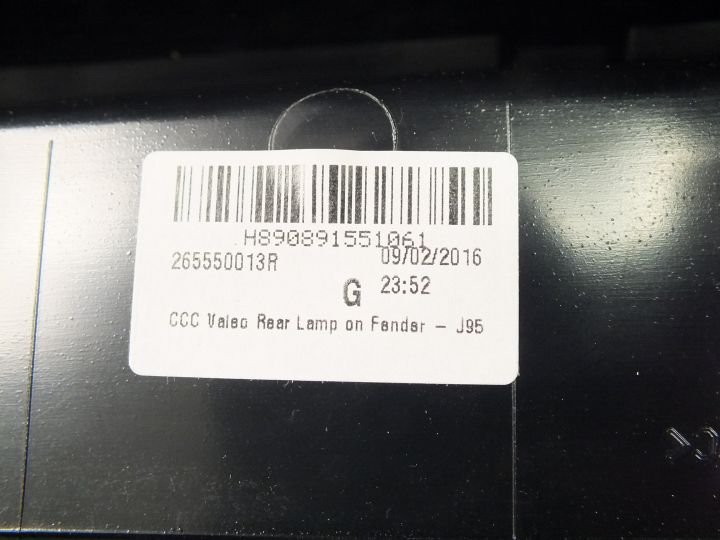 H890891551061
265550013R 09/02/2016
G 23:52
CCC Valeo Rear Lamp on Fender - J95